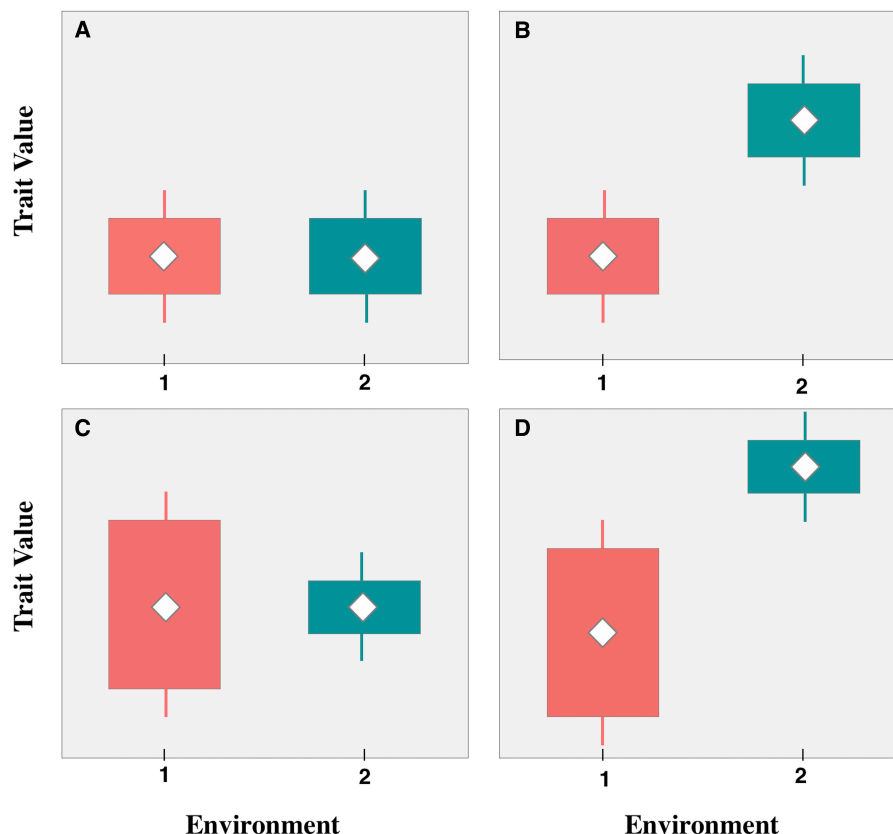 A
B
Trait Value
1
2
1
2
C
D
Trait Value
1
2
1
2
Environment
Environment